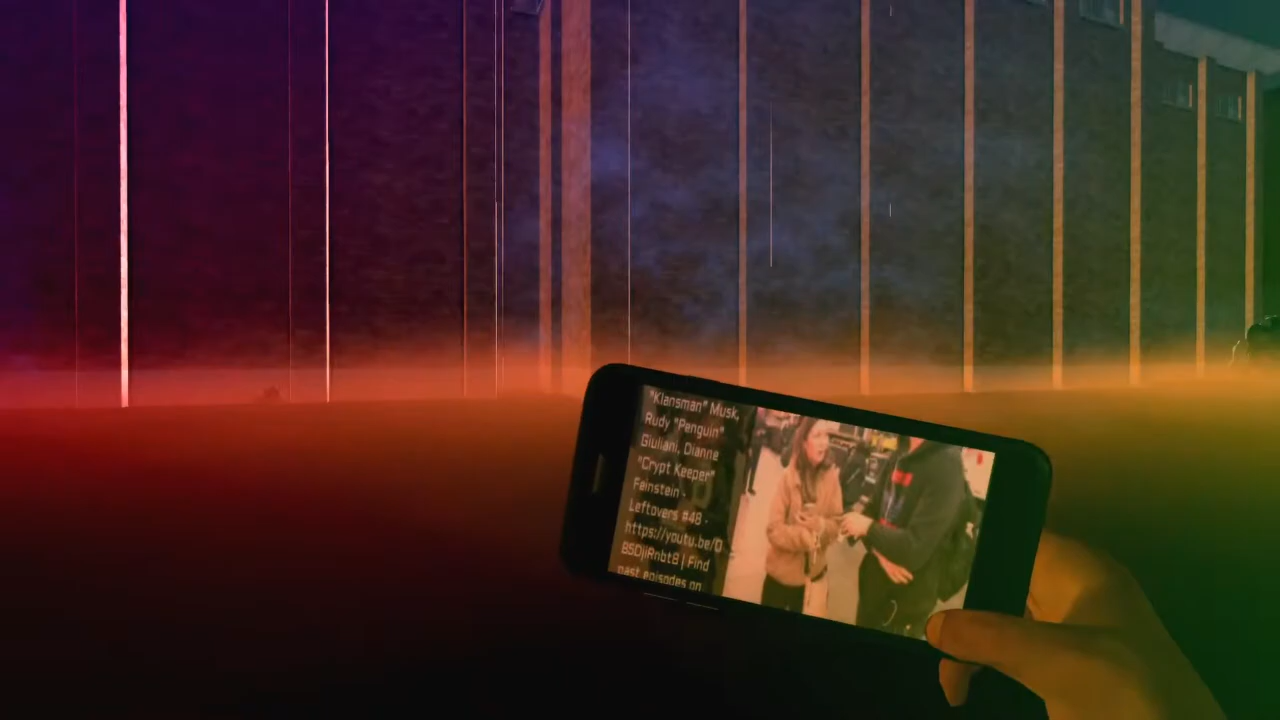 "Klansman" Musk,
Rudy "Penguin"
Giuliani, Dianne
"Crypt Keeper"
Feinstein -
Leftovers #48 -
https://youtu.be/0
BSDjiRnbt8 | Find
past episodes on